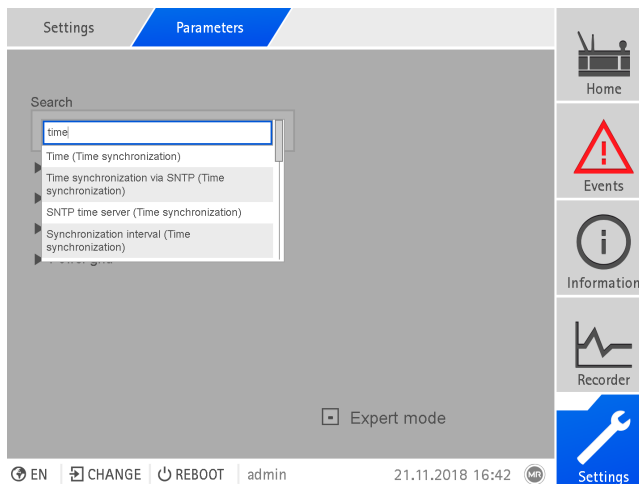 Settings
Parameters
Search
time
Time (Time synchronization)
Time synchronization via SNTP (Time
synchronization)
SNTP time server (Time synchronization)
Synchronization interval (Time
synchronization)
Expert mode
Home
Events
Information
Recorder
Settings
EN
CHANGE
REBOOT
admin
21.11.2018 16:42
MR